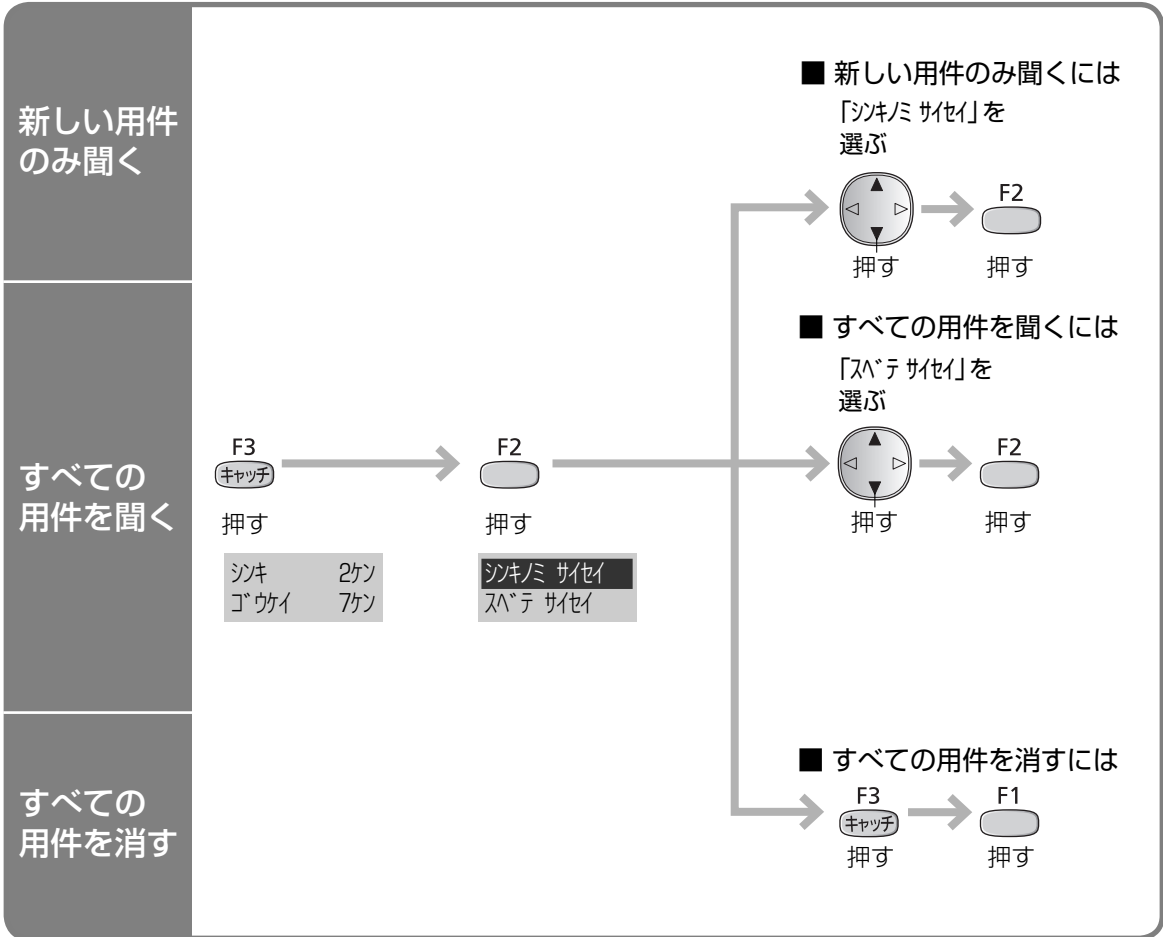 新しい用件
のみ聞く
すべての
用件を聞く
すべての
用件を消す
F3
キャッチ
押す
シンキ 2ケン
ゴウケイ 7ケン
F2
押す
シンキノミ サイセイ
スベテ サイセイ
■ 新しい用件のみ聞くには
「シンキノミ サイセイ」を
選ぶ
押す
F2
押す
■ すべての用件を聞くには
「スベテ サイセイ」を
選ぶ
押す
F2
押す
■ すべての用件を消すには
F3
キャッチ
押す
F1
押す